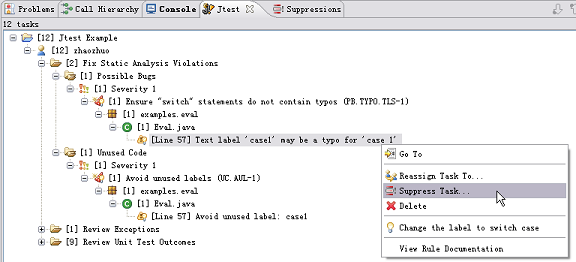 Problems Call Hierarchy Console Jtest Suppressions
12 tasks
[12] Jtest Example
[12] zhaozhuo
[2] Fix Static Analysis Violations
[1] Possible Bugs
[1] Severity 1
[1] Ensure "switch" statements do not contain typos (PB.TYPO.TLS-1)
[1] examples.eval
[1] Eval.java
[Line 57] Text label 'case1' may be a typo for 'case 1'
[1] Unused Code
[1] Severity 1
[1] Avoid unused labels (UC.AUL-1)
[1] examples.eval
[1] Eval.java
[Line 57] Avoid unused label: case1
[1] Review Exceptions
[9] Review Unit Test Outcomes
Go To
Reassign Task To...
Suppress Task...
Delete
Change the label to switch case
View Rule Documentation